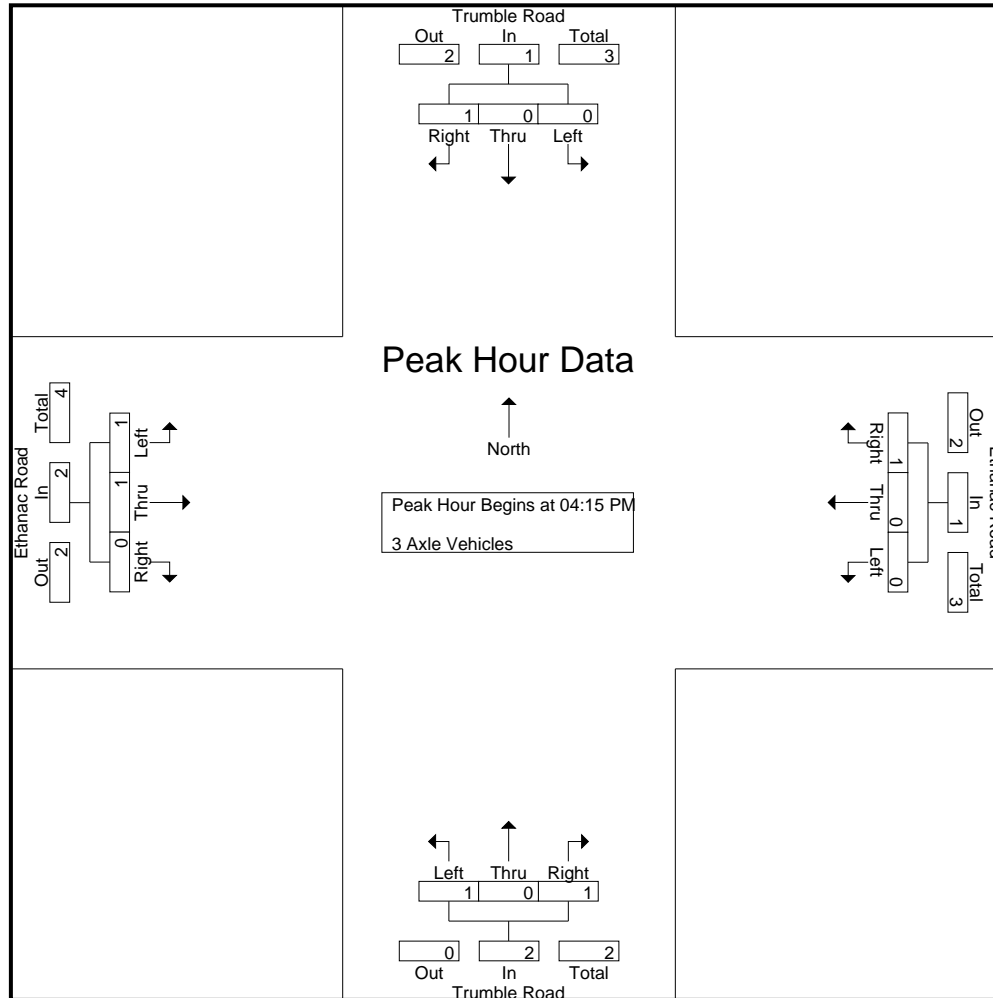 Trumble Road
Out In Total
2 1 3
1 0 0
Right Thru Left
Peak Hour Data
North
Peak Hour Begins at 04:15 PM
3 Axle Vehicles
Ethanac Road
Total In Out
4 2 2
1 1 0
Left Thru Right
Right Thru Left
1 0 0
Out In Total
2 1 3
Ethanac Road
Left Thru Right
1 0 1
0 2 2
Out In Total
Trumble Road